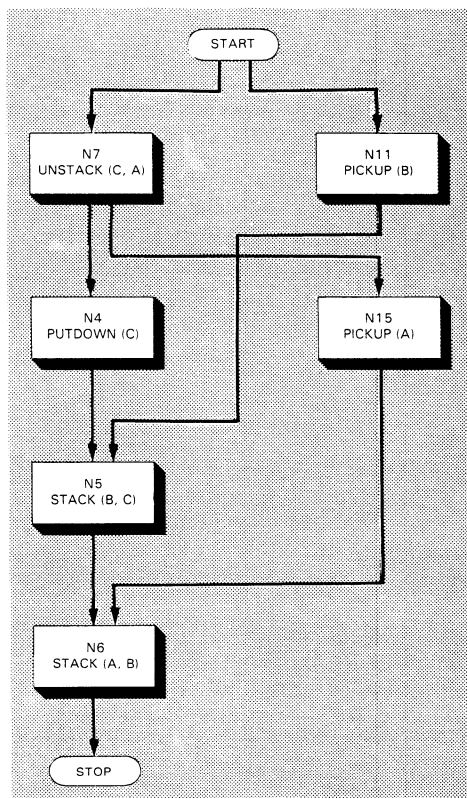 START
N7
UNSTACK (C, A)
N11
PICKUP (B)
N4
PUTDOWN (C)
N15
PICKUP (A)
N5
STACK (B, C)
N6
STACK (A, B)
STOP